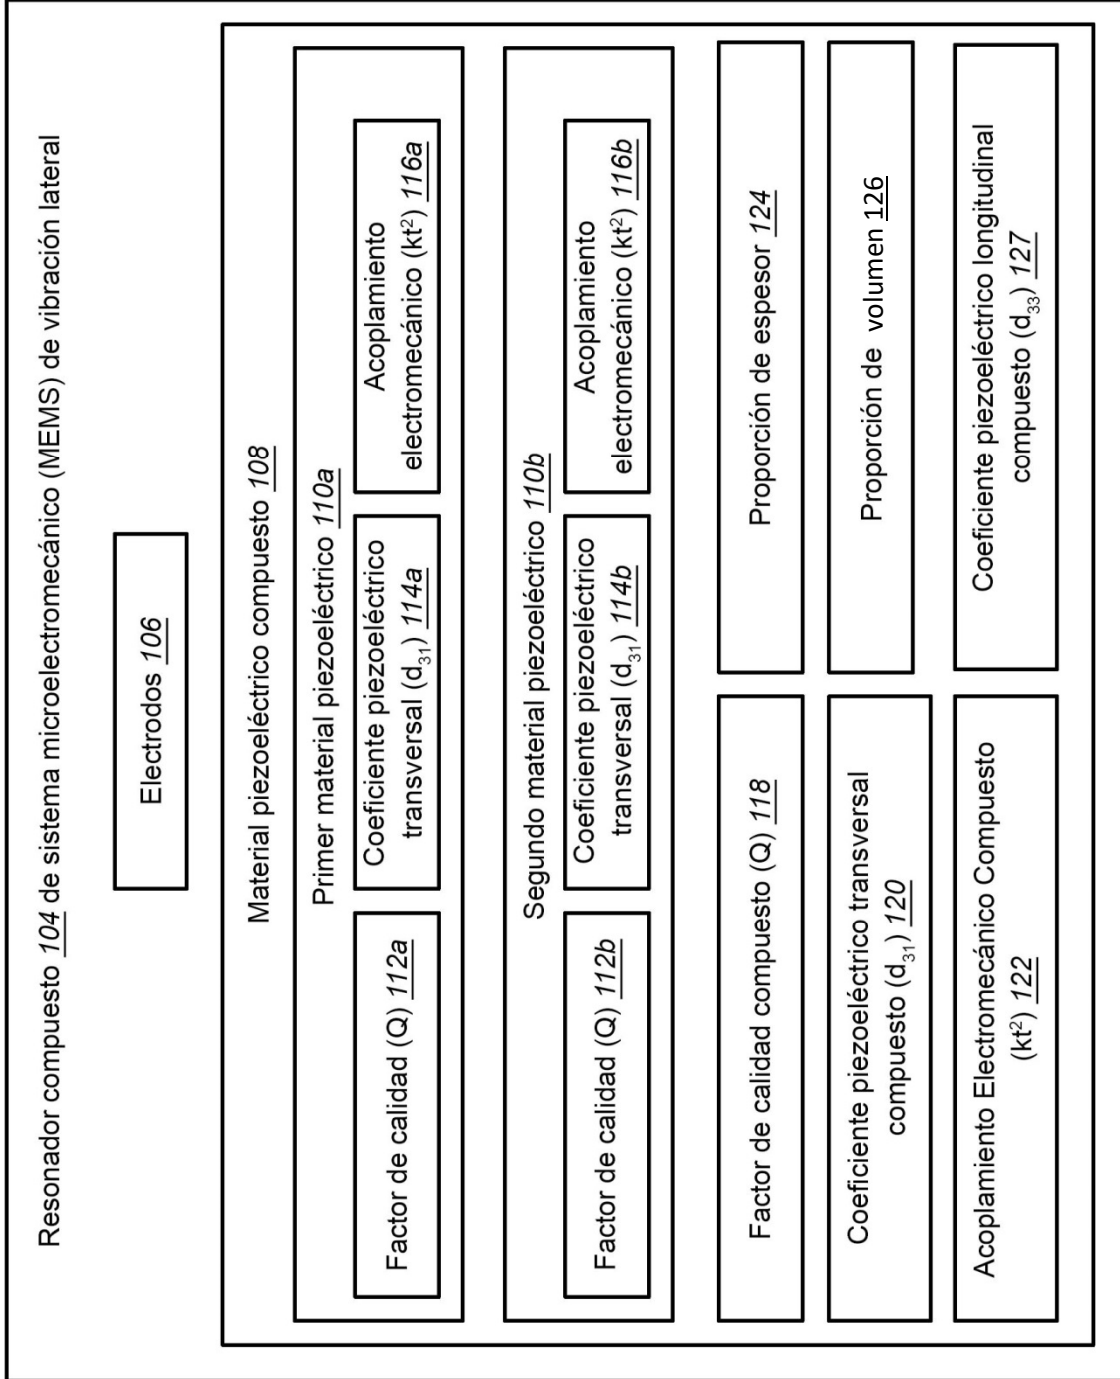 Resonador compuesto 104 de sistema microelectromecánico (MEMS) de vibración lateral
Electrodos 106
Material piezoeléctrico compuesto 108
Primer material piezoeléctrico 110a
Factor de calidad (Q) 112a
Coeficiente piezoeléctrico
transversal (d₃₁) 114a
Acoplamiento
electromecánico (kt²) 116a
Segundo material piezoeléctrico 110b
Factor de calidad (Q) 112b
Coeficiente piezoeléctrico
transversal (d₃₁) 114b
Acoplamiento
electromecánico (kt²) 116b
Factor de calidad compuesto (Q) 118
Proporción de espesor 124
Coeficiente piezoeléctrico transversal
compuesto (d₃₁) 120
Proporción de volumen 126
Acoplamiento Electromecánico Compuesto
(kt²) 122
Coeficiente piezoeléctrico longitudinal
compuesto (d₃₃) 127